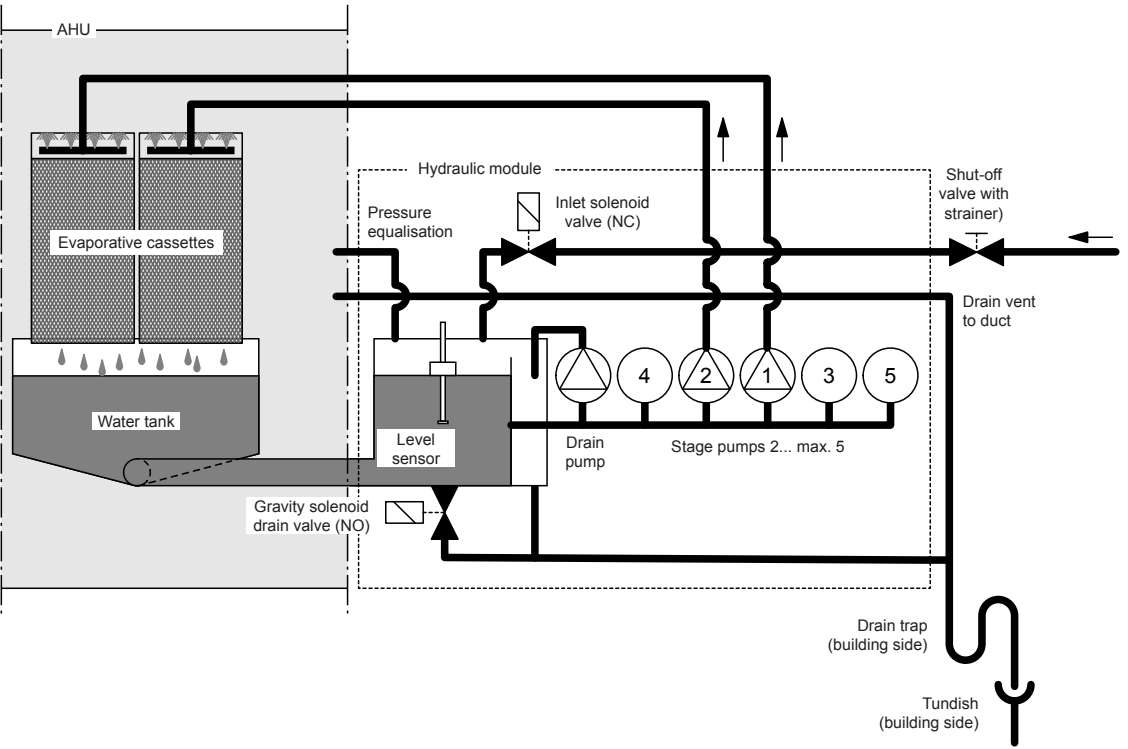 AHU
Hydraulic module
Shut-off
valve with
strainer)
Pressure
equalisation
Inlet solenoid
valve (NC)
Evaporative cassettes
Drain vent
to duct
4
2
1
3
5
Water tank
Level
sensor
Drain
pump
Stage pumps 2... max. 5
Gravity solenoid
drain valve (NO)
Drain trap
(building side)
Tundish
(building side)